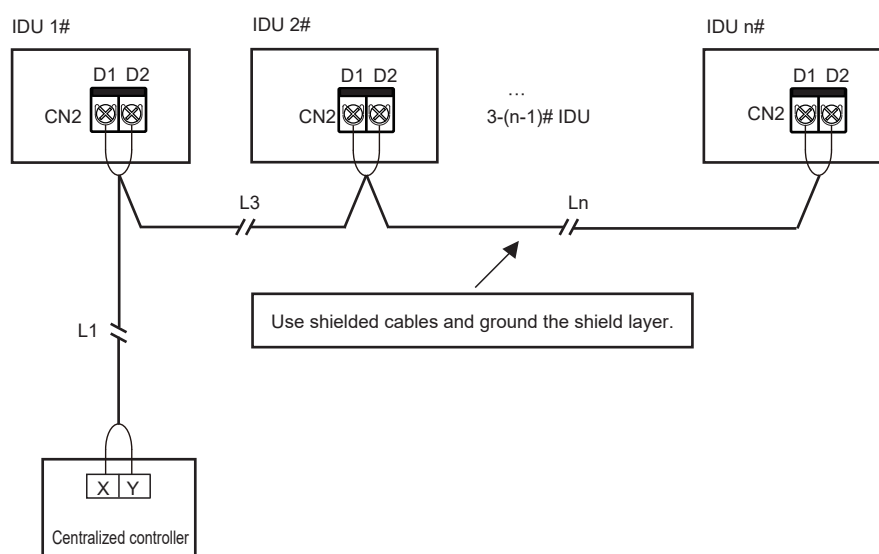 IDU 1#
IDU 2#
IDU n#
D1 D2
D1 D2
D1 D2
CN2
CN2
CN2
…
3-(n-1)# IDU
L3
Ln
Use shielded cables and ground the shield layer.
L1
X Y
Centralized controller